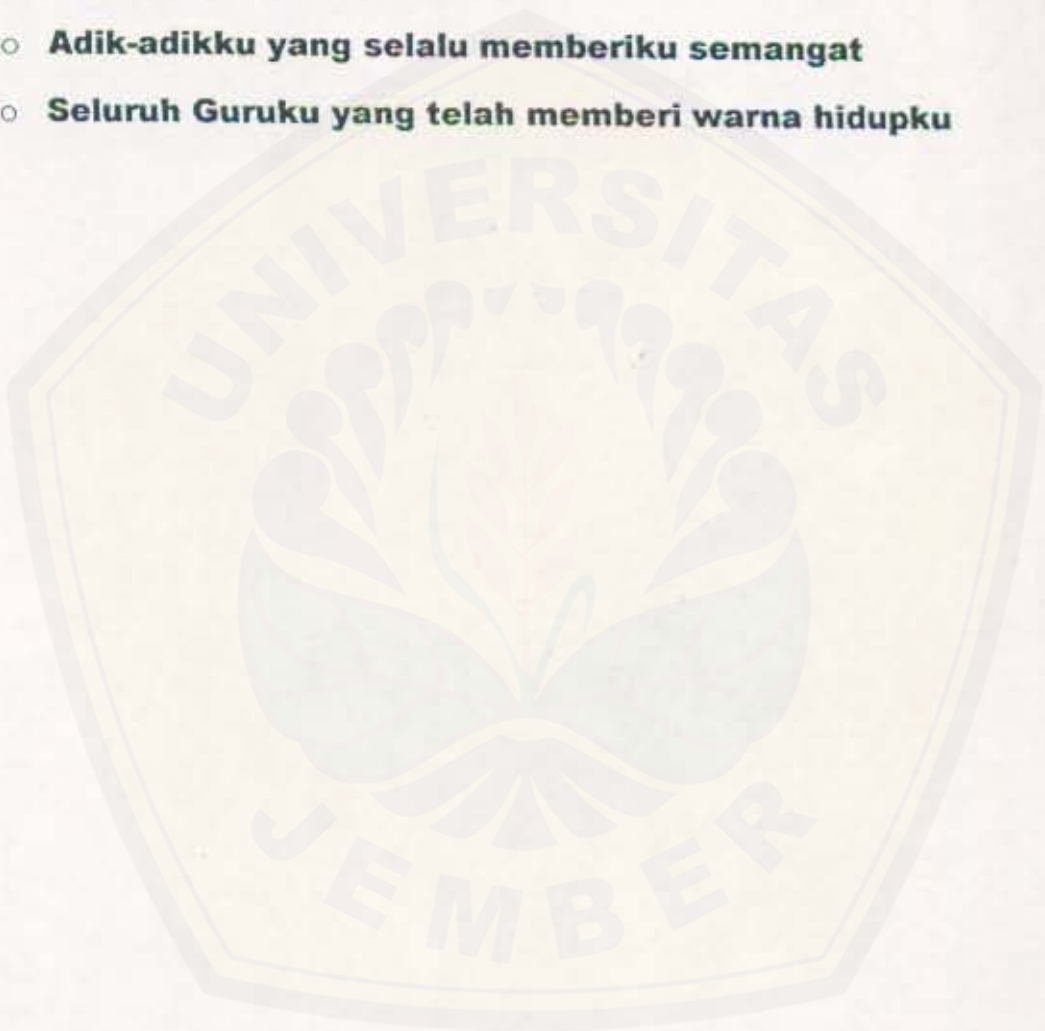 ○ Adik-adikku yang selalu memberiku semangat
○ Seluruh Guruku yang telah memberi warna hidupku
UNIVERSITAS
JEMBER